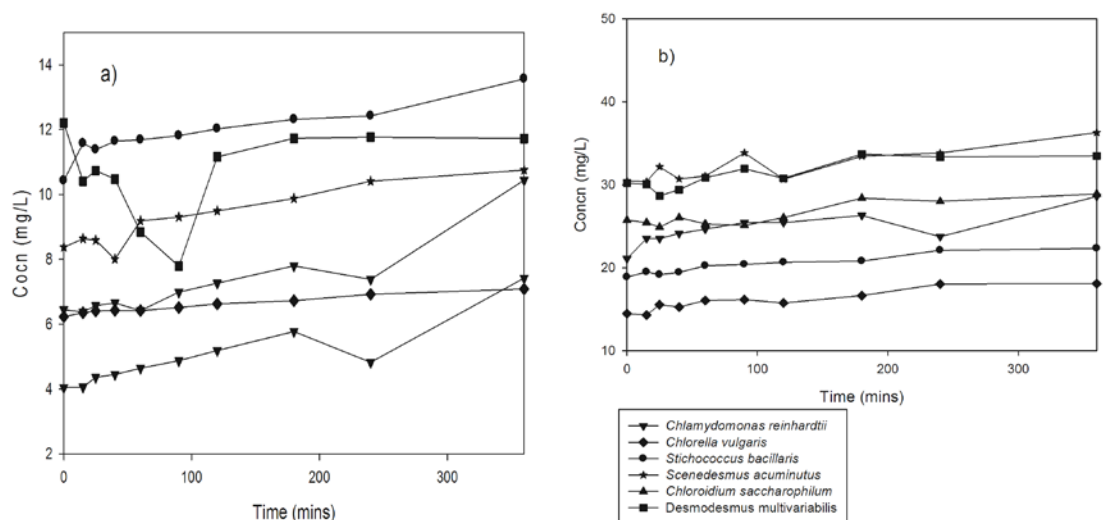 a)
14
12
10
8
6
4
2
Cocn (mg/L)
0 100 200 300
Time (mins)
b)
50
40
30
20
10
Concn (mg/L)
0 100 200 300
Time (mins)
Chlamydomonas reinhardtii
Chlorella vulgaris
Stichococcus bacillaris
Scenedesmus acuminutus
Chloroidium saccharophilum
Desmodesmus multivariabilis